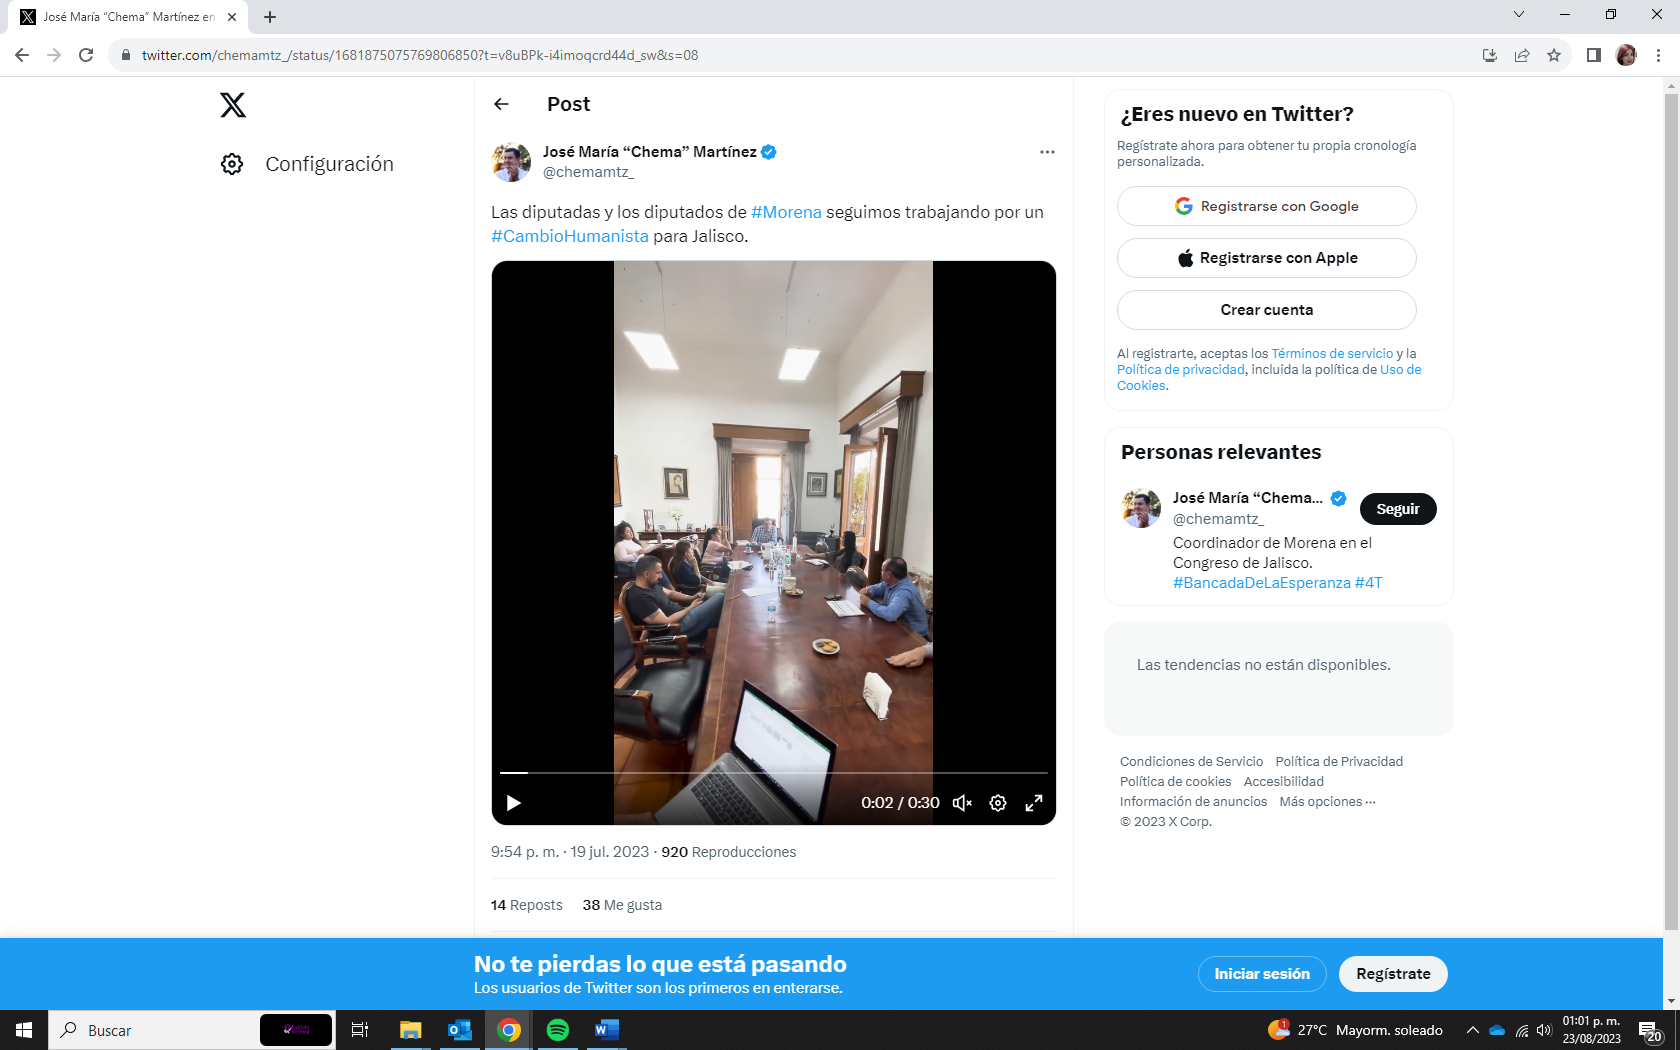 José María “Chema” Martínez en
twitter.com/chemamtz_/status/1681875075769806850?t=v8uBPk-i4imoqcrd44d_sw&s=08
Configuración
Post
José María “Chema” Martínez
@chemamtz_
Las diputadas y los diputados de #Morena seguimos trabajando por un
#CambioHumanista para Jalisco.
0:02 / 0:30
9:54 p. m. · 19 jul. 2023 · 920 Reproducciones
14 Reposts 38 Me gusta
¿Eres nuevo en Twitter?
Regístrate ahora para obtener tu propia cronología
personalizada.
Registrarse con Google
Registrarse con Apple
Crear cuenta
Al registrarte, aceptas los Términos de servicio y la
Política de privacidad, incluida la política de Uso de
Cookies.
Personas relevantes
José María “Chema...
@chemamtz_
Seguir
Coordinador de Morena en el
Congreso de Jalisco.
#BancadaDeLaEsperanza #4T
Las tendencias no están disponibles.
Condiciones de Servicio Política de Privacidad
Política de cookies Accesibilidad
Información de anuncios Más opciones ···
© 2023 X Corp.
No te pierdas lo que está pasando
Los usuarios de Twitter son los primeros en enterarse.
Iniciar sesión
Regístrate
Buscar
1
27°C Mayorm. soleado
01:01 p. m.
23/08/2023
20